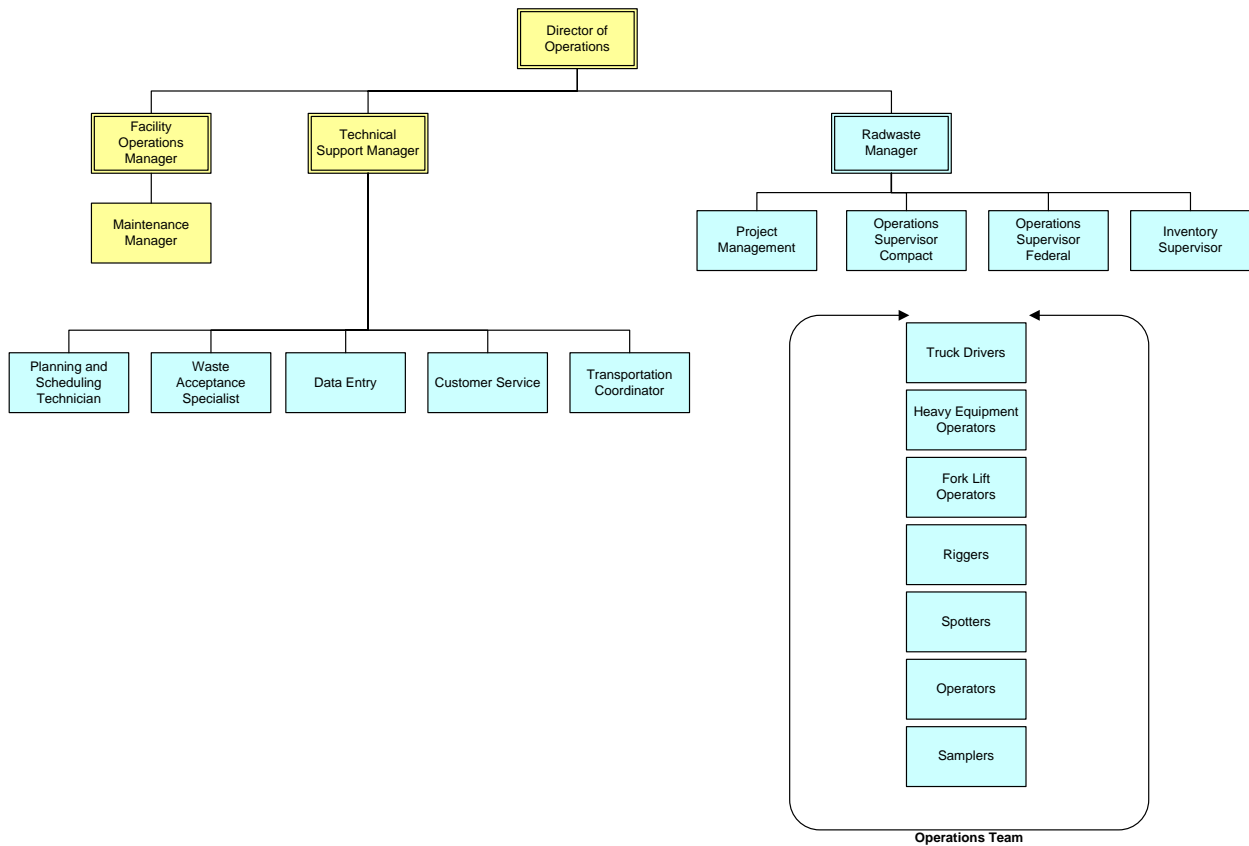 Director of
Operations
Facility
Operations
Manager
Technical
Support Manager
Radwaste
Manager
Maintenance
Manager
Project
Management
Operations
Supervisor
Compact
Operations
Supervisor
Federal
Inventory
Supervisor
Planning and
Scheduling
Technician
Waste
Acceptance
Specialist
Data Entry
Customer Service
Transportation
Coordinator
Truck Drivers
Heavy Equipment
Operators
Fork Lift
Operators
Riggers
Spotters
Operators
Samplers
Operations Team